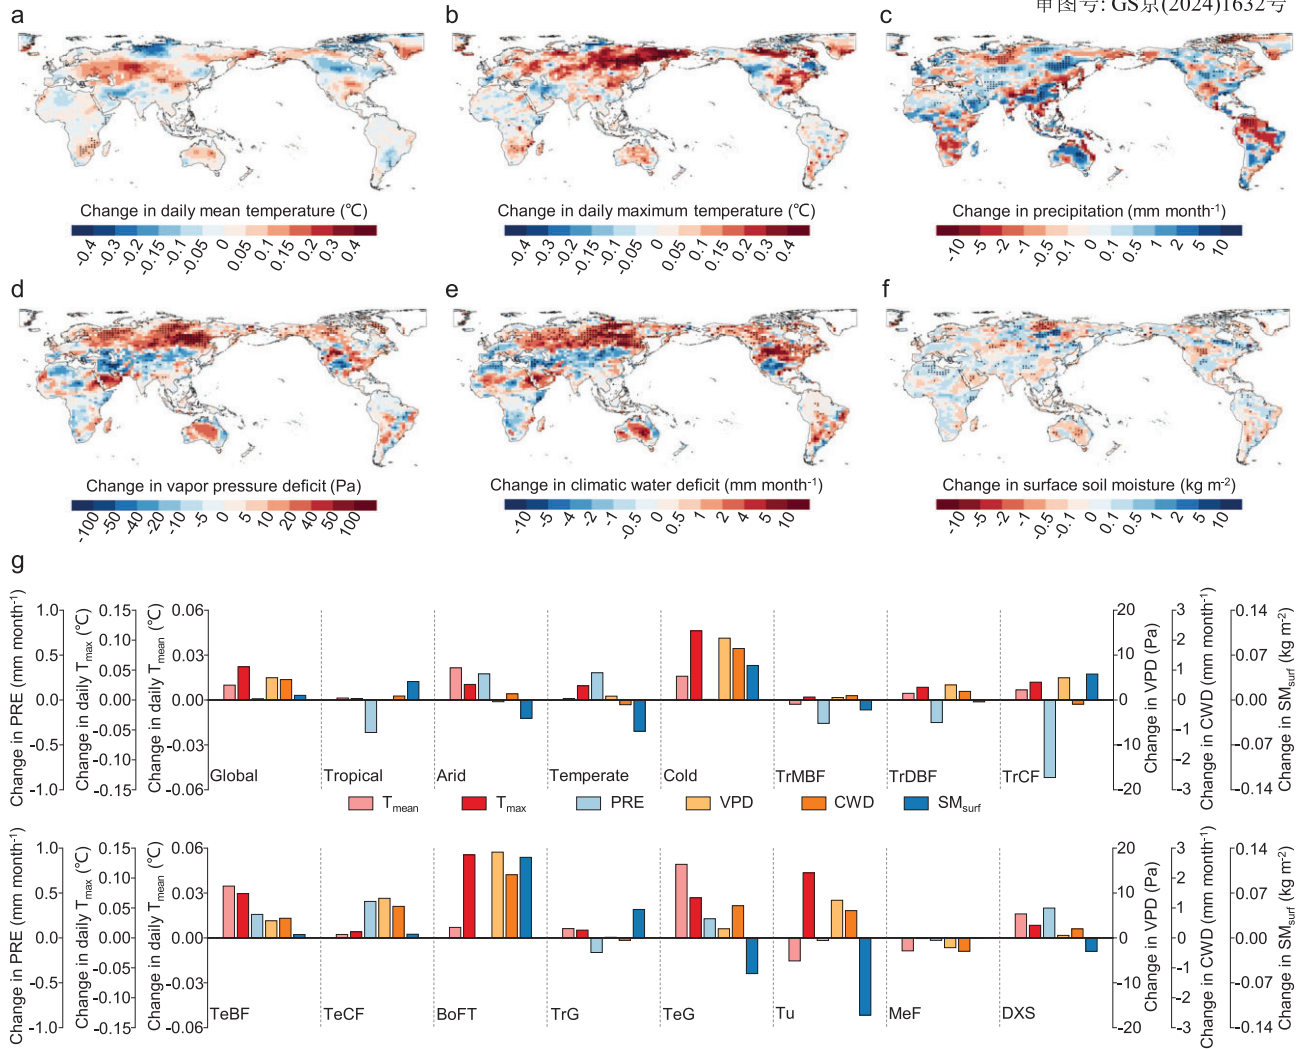 审图号: GS京(2024)1632号
a
b
c
Change in daily mean temperature (℃)
-0.4 -0.3 -0.2 -0.15 -0.1 -0.05 0 0.05 0.1 0.15 0.2 0.3 0.4
Change in daily maximum temperature (℃)
-0.4 -0.3 -0.2 -0.15 -0.1 -0.05 0 0.05 0.1 0.15 0.2 0.3 0.4
Change in precipitation (mm month⁻¹)
-10 -5 -2 -1 -0.5 -0.1 0 0.1 0.5 1 2 5 10
d
e
f
Change in vapor pressure deficit (Pa)
-100 -50 -40 -20 -10 -5 0 5 10 20 40 50 100
Change in climatic water deficit (mm month⁻¹)
-10 -5 -4 -2 -1 -0.5 0 0.5 1 2 4 5 10
Change in surface soil moisture (kg m⁻²)
-10 -5 -2 -1 -0.5 -0.1 0 0.1 0.5 1 2 5 10
g
Change in PRE (mm month⁻¹)
1.0
0.5
0.0
-0.5
-1.0
Change in daily Tmax (℃)
0.15
0.10
0.05
0.00
-0.05
-0.10
-0.15
Change in daily Tmean (℃)
0.06
0.03
0.00
-0.03
-0.06
Global Tropical Arid Temperate Cold TrMBF TrDBF TrCF
20
10
0
-10
-20
Change in VPD (Pa)
3
2
1
0
-1
-2
-3
Change in CWD (mm month⁻¹)
0.14
0.07
0.00
-0.07
-0.14
Change in SMsurf (kg m⁻²)
Tmean Tmax PRE VPD CWD SMsurf
Change in PRE (mm month⁻¹)
1.0
0.5
0.0
-0.5
-1.0
Change in daily Tmax (℃)
0.15
0.10
0.05
0.00
-0.05
-0.10
-0.15
Change in daily Tmean (℃)
0.06
0.03
0.00
-0.03
-0.06
TeBF TeCF BoFT TrG TeG Tu MeF DXS
20
10
0
-10
-20
Change in VPD (Pa)
3
2
1
0
-1
-2
-3
Change in CWD (mm month⁻¹)
0.14
0.07
0.00
-0.07
-0.14
Change in SMsurf (kg m⁻²)